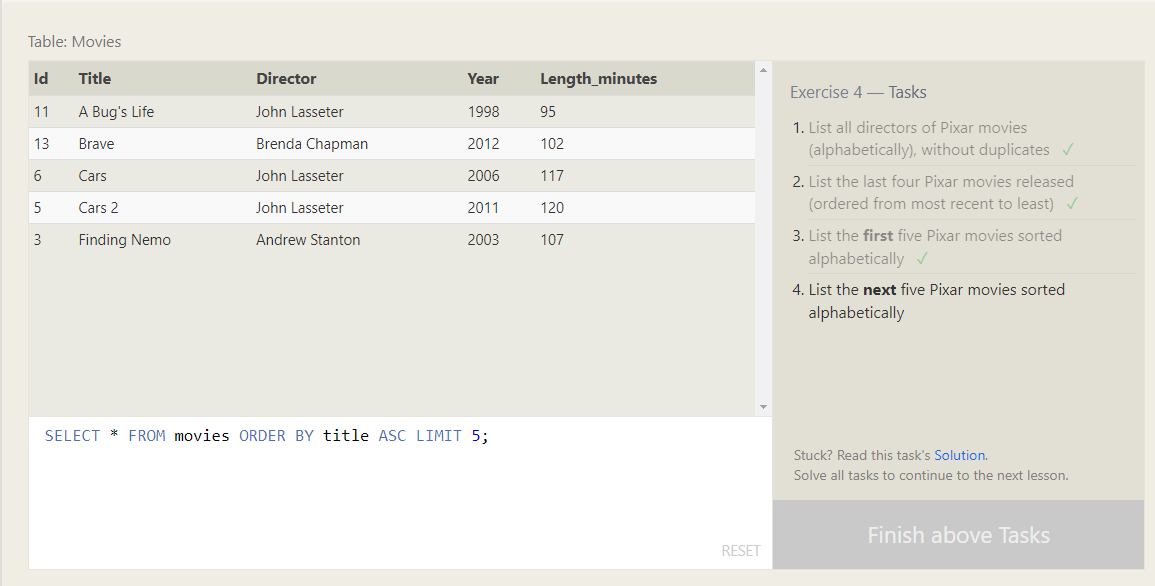 Table: Movies
Id Title Director Year Length_minutes
11 A Bug's Life John Lasseter 1998 95
13 Brave Brenda Chapman 2012 102
6 Cars John Lasseter 2006 117
5 Cars 2 John Lasseter 2011 120
3 Finding Nemo Andrew Stanton 2003 107
SELECT * FROM movies ORDER BY title ASC LIMIT 5;
RESET
Exercise 4 — Tasks
1. List all directors of Pixar movies
(alphabetically), without duplicates ✓
2. List the last four Pixar movies released
(ordered from most recent to least) ✓
3. List the first five Pixar movies sorted
alphabetically ✓
4. List the next five Pixar movies sorted
alphabetically
Stuck? Read this task's Solution.
Solve all tasks to continue to the next lesson.
Finish above Tasks